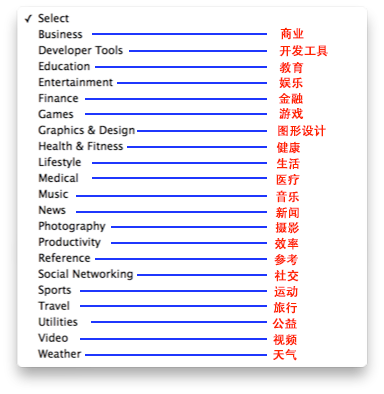 ✓ Select
Business 商业
Developer Tools 开发工具
Education 教育
Entertainment 娱乐
Finance 金融
Games 游戏
Graphics & Design 图形设计
Health & Fitness 健康
Lifestyle 生活
Medical 医疗
Music 音乐
News 新闻
Photography 摄影
Productivity 效率
Reference 参考
Social Networking 社交
Sports 运动
Travel 旅行
Utilities 公益
Video 视频
Weather 天气